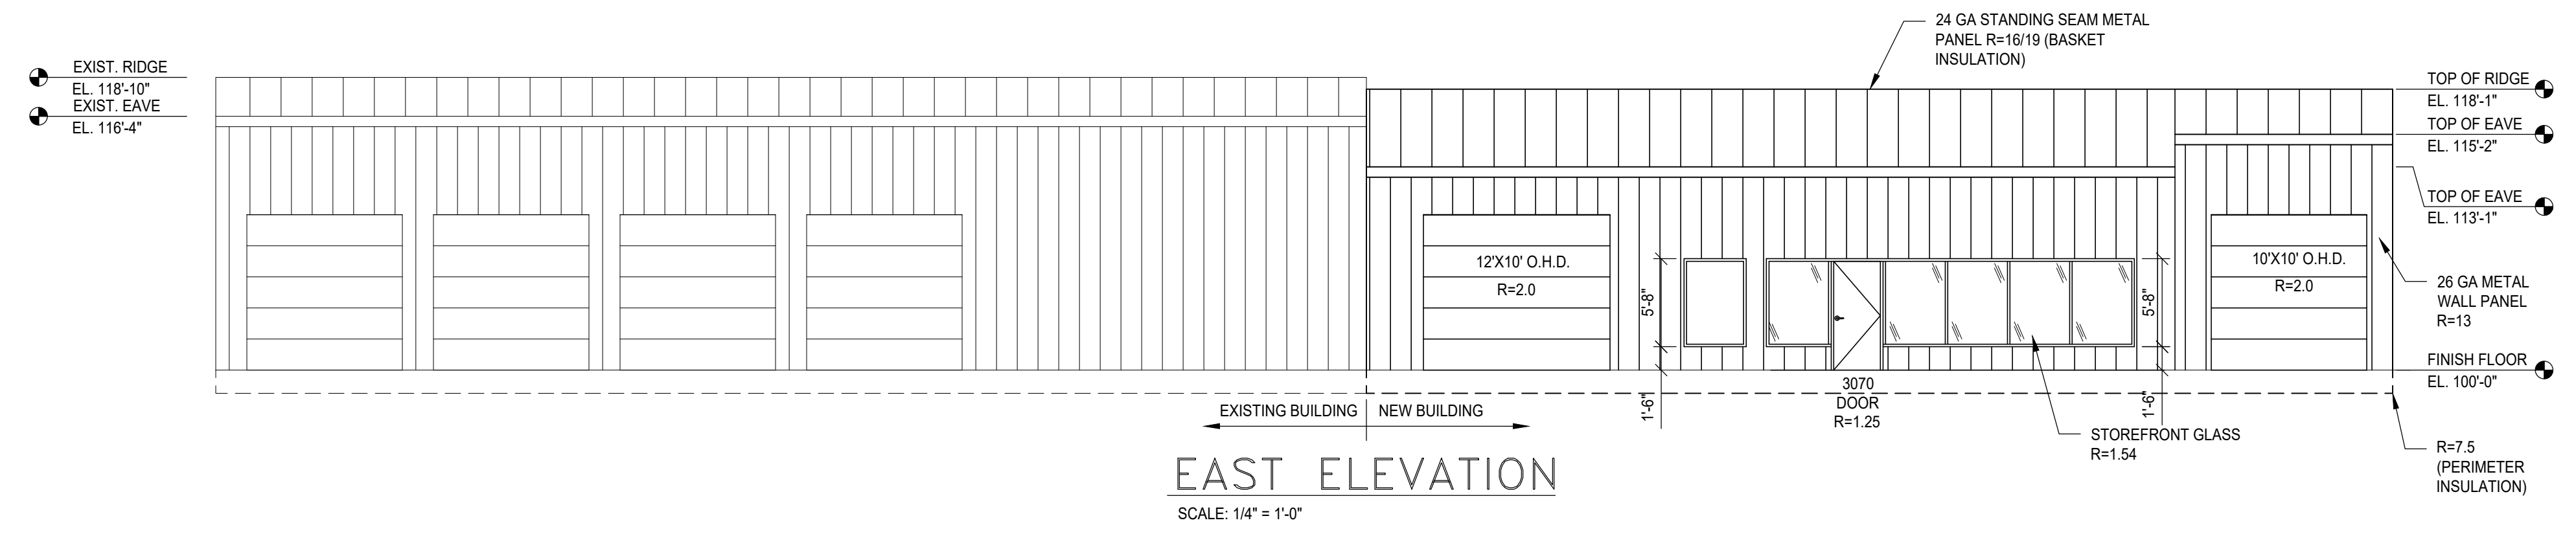 24 GA STANDING SEAM METAL
PANEL R=16/19 (BASKET
INSULATION)
EXIST. RIDGE
EL. 118'-10"
EXIST. EAVE
EL. 116'-4"
TOP OF RIDGE
EL. 118'-1"
TOP OF EAVE
EL. 115'-2"
TOP OF EAVE
EL. 113'-1"
12'X10' O.H.D.
R=2.0
5'-8"
5'-8"
10'X10' O.H.D.
R=2.0
26 GA METAL
WALL PANEL
R=13
FINISH FLOOR
EL. 100'-0"
1'-6"
1'-6"
3070
DOOR
R=1.25
EXISTING BUILDING
NEW BUILDING
STOREFRONT GLASS
R=1.54
R=7.5
(PERIMETER
INSULATION)
EAST ELEVATION
SCALE: 1/4" = 1'-0"